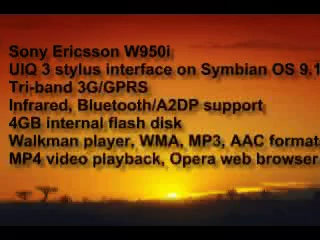 Sony Ericsson W950i
UIQ 3 stylus interface on Symbian OS 9.1
Tri-band 3G/GPRS
Infrared, Bluetooth/A2DP support
4GB internal flash disk
Walkman player, WMA, MP3, AAC format
MP4 video playback, Opera web browser